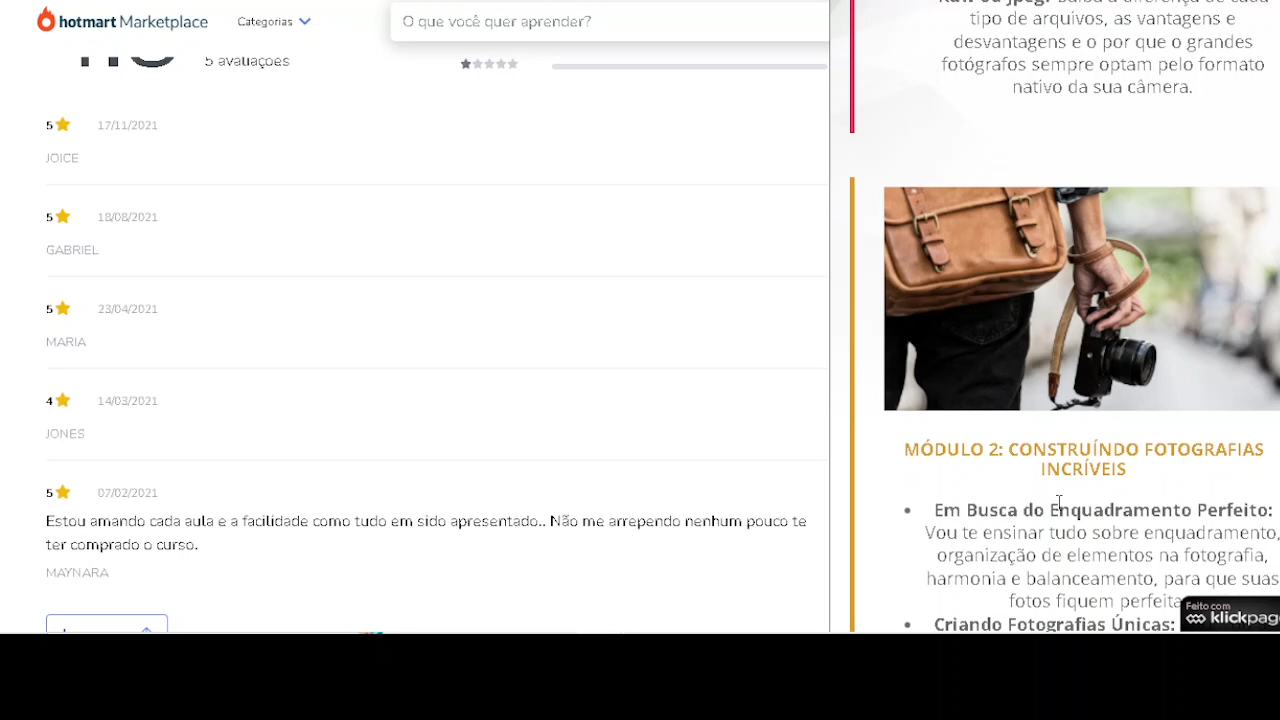 hotmart Marketplace
Categorias
O que você quer aprender?
5 avaliações
5 17/11/2021
JOICE
5 18/08/2021
GABRIEL
5 23/04/2021
MARIA
4 14/03/2021
JONES
5 07/02/2021
Estou amando cada aula e a facilidade como tudo em sido apresentado.. Não me arrependo nenhum pouco te
ter comprado o curso.
MAYNARA
tipo de arquivos, as vantagens e
desvantagens e o por que o grandes
fotógrafos sempre optam pelo formato
nativo da sua câmera.
MÓDULO 2: CONSTRUÍNDO FOTOGRAFIAS
INCRÍVEIS
• Em Busca do Enquadramento Perfeito:
Vou te ensinar tudo sobre enquadramento,
organização de elementos na fotografia,
harmonia e balanceamento, para que suas
fotos fiquem perfeita
• Criando Fotografias Únicas:
Feito com
klickpag